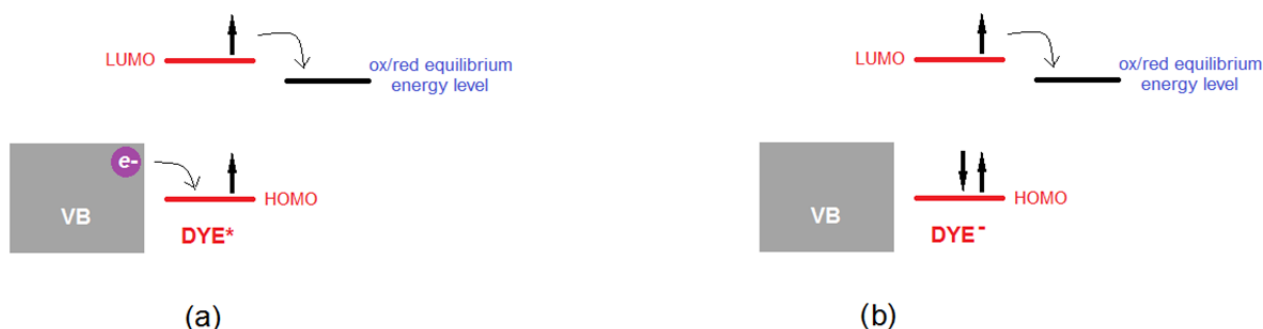 LUMO
ox/red equilibrium
energy level
e-
VB
HOMO
DYE*
(a)
LUMO
ox/red equilibrium
energy level
VB
HOMO
DYE⁻
(b)